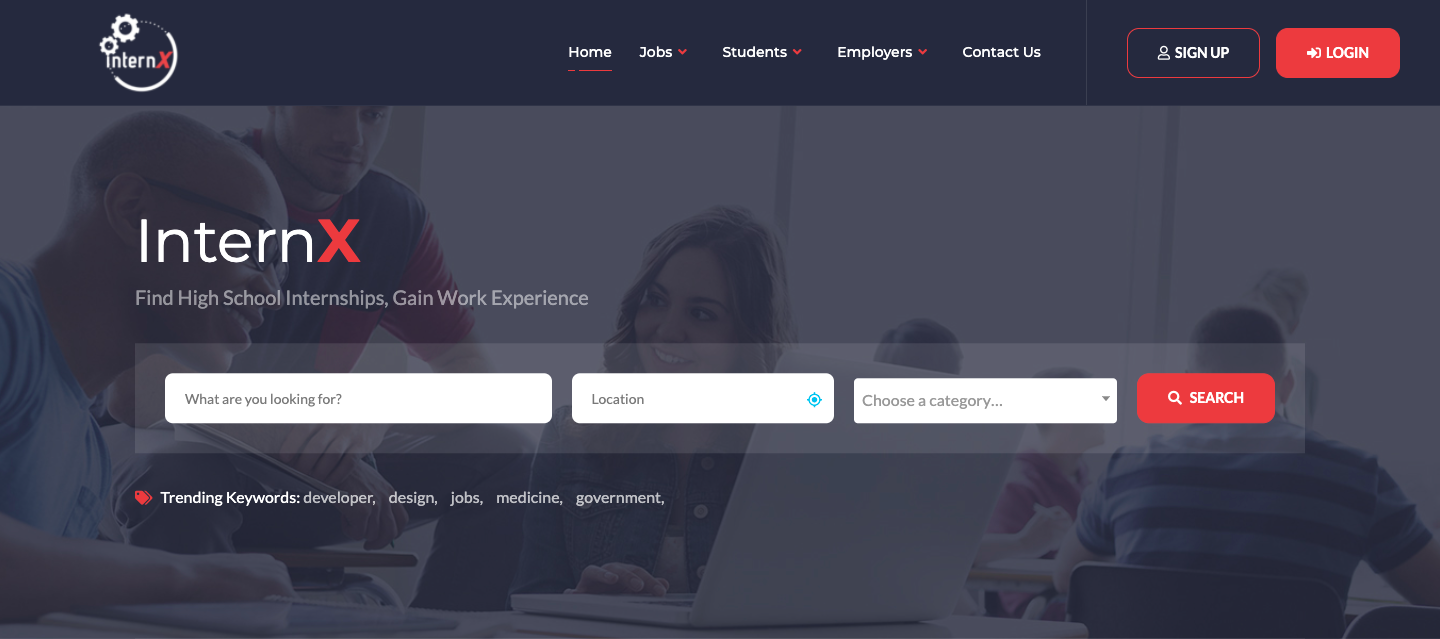 internX
Home Jobs Students Employers Contact Us
SIGN UP
LOGIN
InternX
Find High School Internships, Gain Work Experience
What are you looking for?
Location
Choose a category...
SEARCH
Trending Keywords: developer, design, jobs, medicine, government,